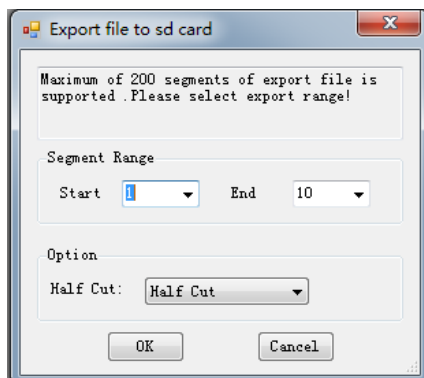 Export file to sd card
Maximum of 200 segments of export file is
supported .Please select export range!
Segment Range
Start 1 End 10
Option
Half Cut: Half Cut
OK Cancel